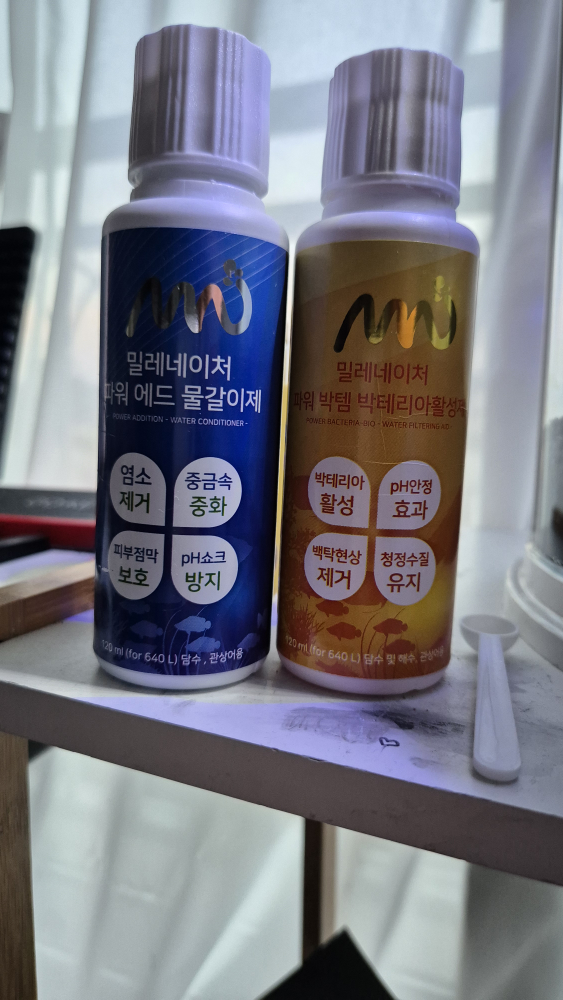 밀레네이처
파워 에드 물갈이제
- POWER ADDITION - WATER CONDITIONER -
염소
제거
중금속
중화
피부점막
보호
pH쇼크
방지
120 ml (for 640 L) 담수 , 관상어용
밀레네이처
파워 박템 박테리아활성제
- POWER BACTERIA-BIO - WATER FILTERING AID -
박테리아
활성
pH안정
효과
백탁현상
제거
청정수질
유지
120 ml (for 640 L) 담수 및 해수, 관상어용